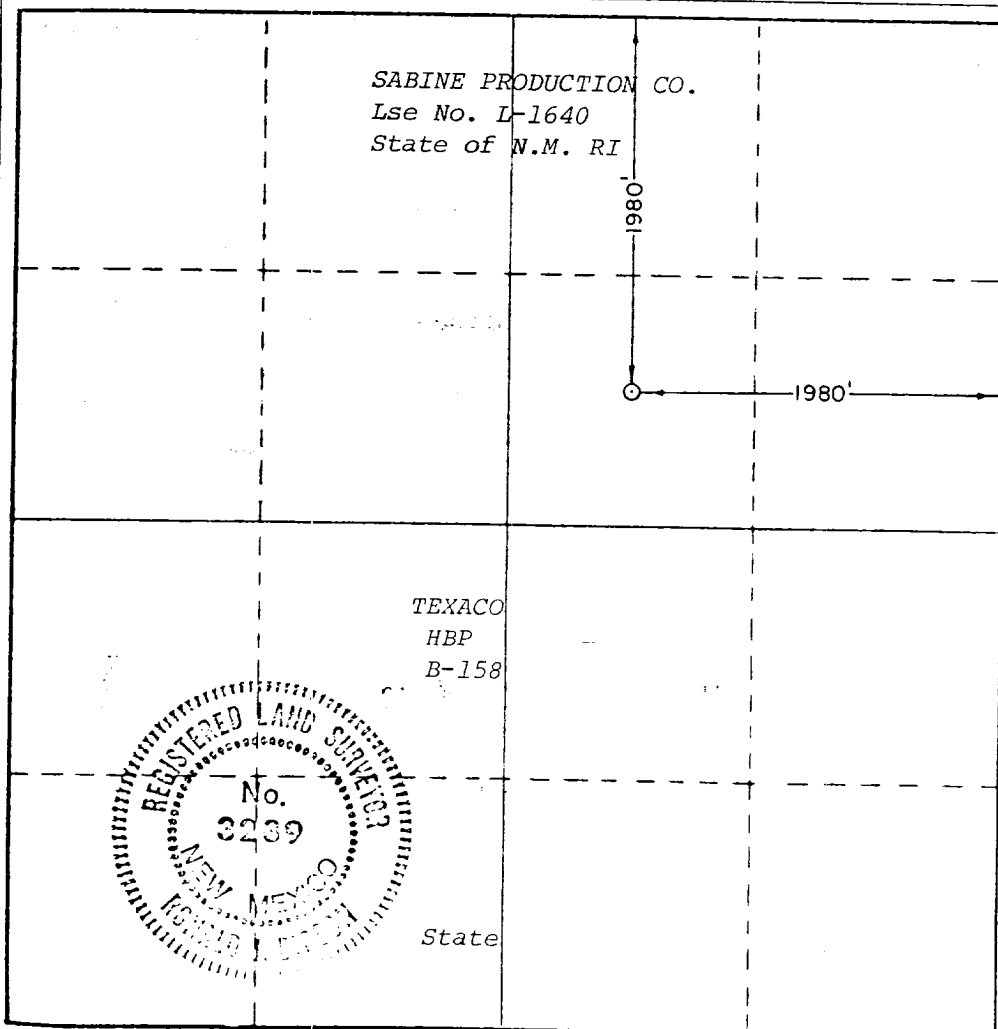 SABINE PRODUCTION CO.
Lse No. L-1640
State of N.M. RI
1980'
1980'
TEXACO
HBP
B-158
REGISTERED LAND SURVEYOR
No.
3239
NEW MEXICO
RONALD
State